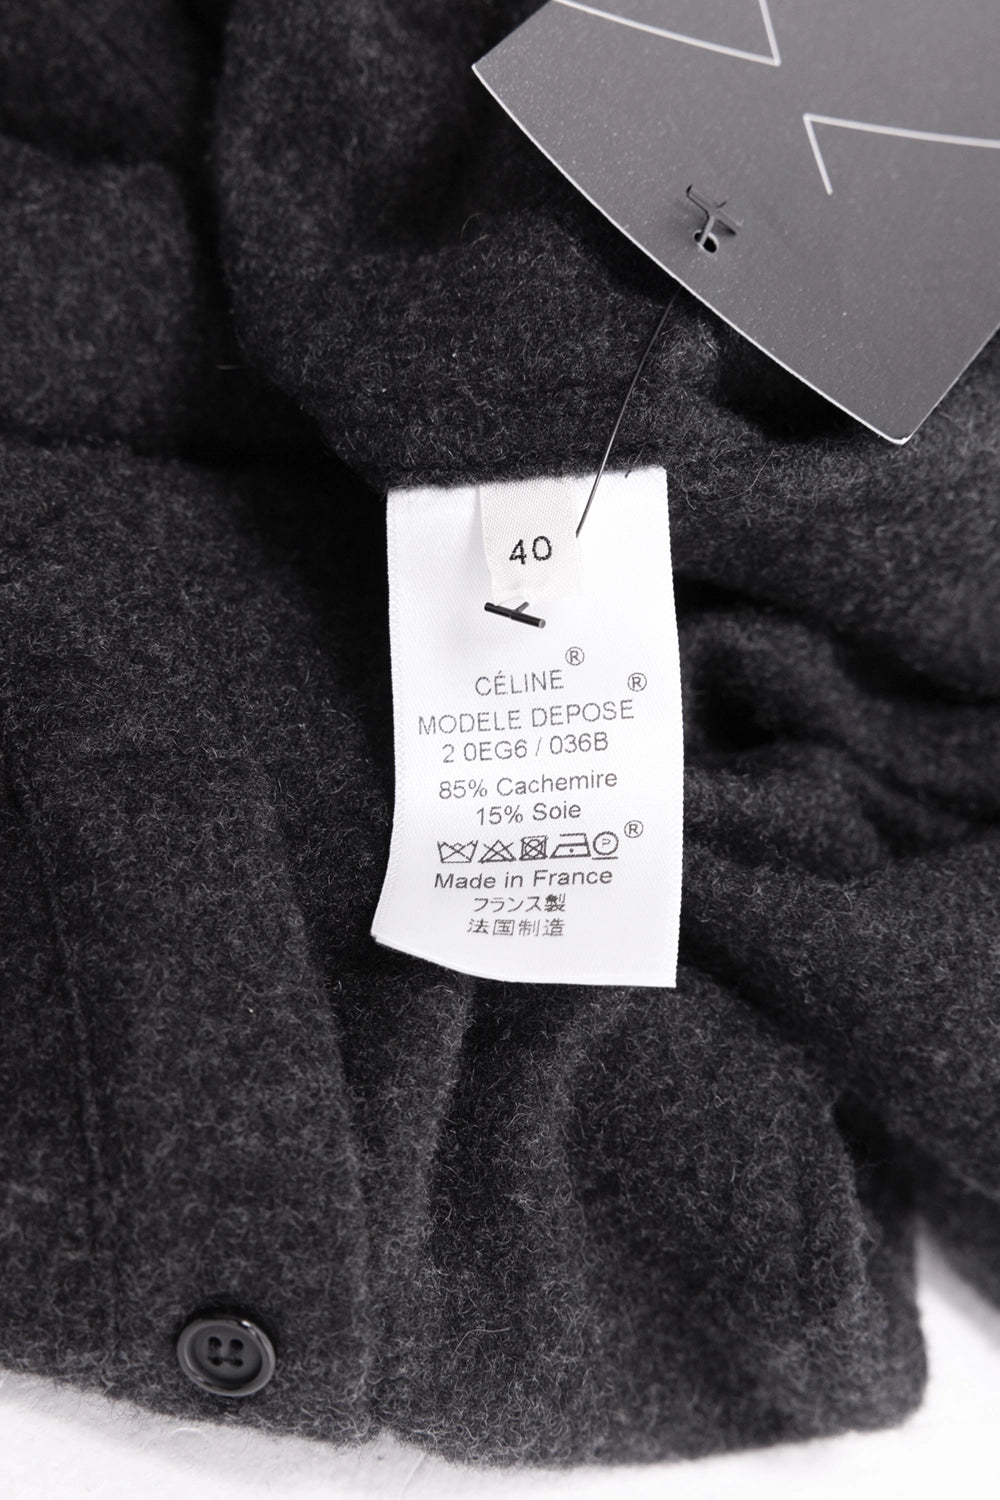 40
CÉLINE®
MODELE DEPOSE®
2 0EG6 / 036B
85% Cachemire
15% Soie
P ®
Made in France
フランス製
法国制造